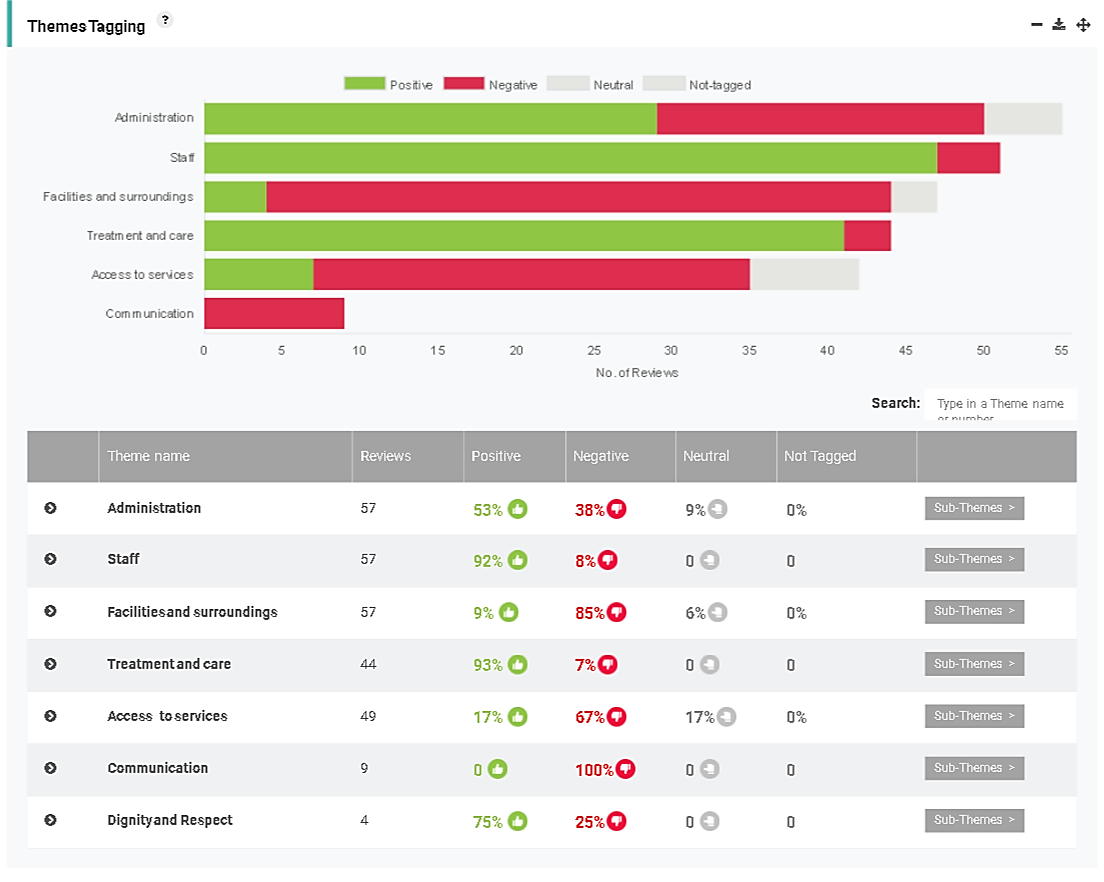 Themes Tagging ?
Positive Negative Neutral Not-tagged
Administration
Staff
Facilities and surroundings
Treatment and care
Access to services
Communication
0 5 10 15 20 25 30 35 40 45 50 55
No. of Reviews
Search: Type in a Theme name
or number
Theme name Reviews Positive Negative Neutral Not Tagged
Administration 57 53% 38% 9% 0% Sub-Themes >
Staff 57 92% 8% 0 0 Sub-Themes >
Facilities and surroundings 57 9% 85% 6% 0% Sub-Themes >
Treatment and care 44 93% 7% 0 0 Sub-Themes >
Access to services 49 17% 67% 17% 0% Sub-Themes >
Communication 9 0 100% 0 0 Sub-Themes >
Dignity and Respect 4 75% 25% 0 0 Sub-Themes >